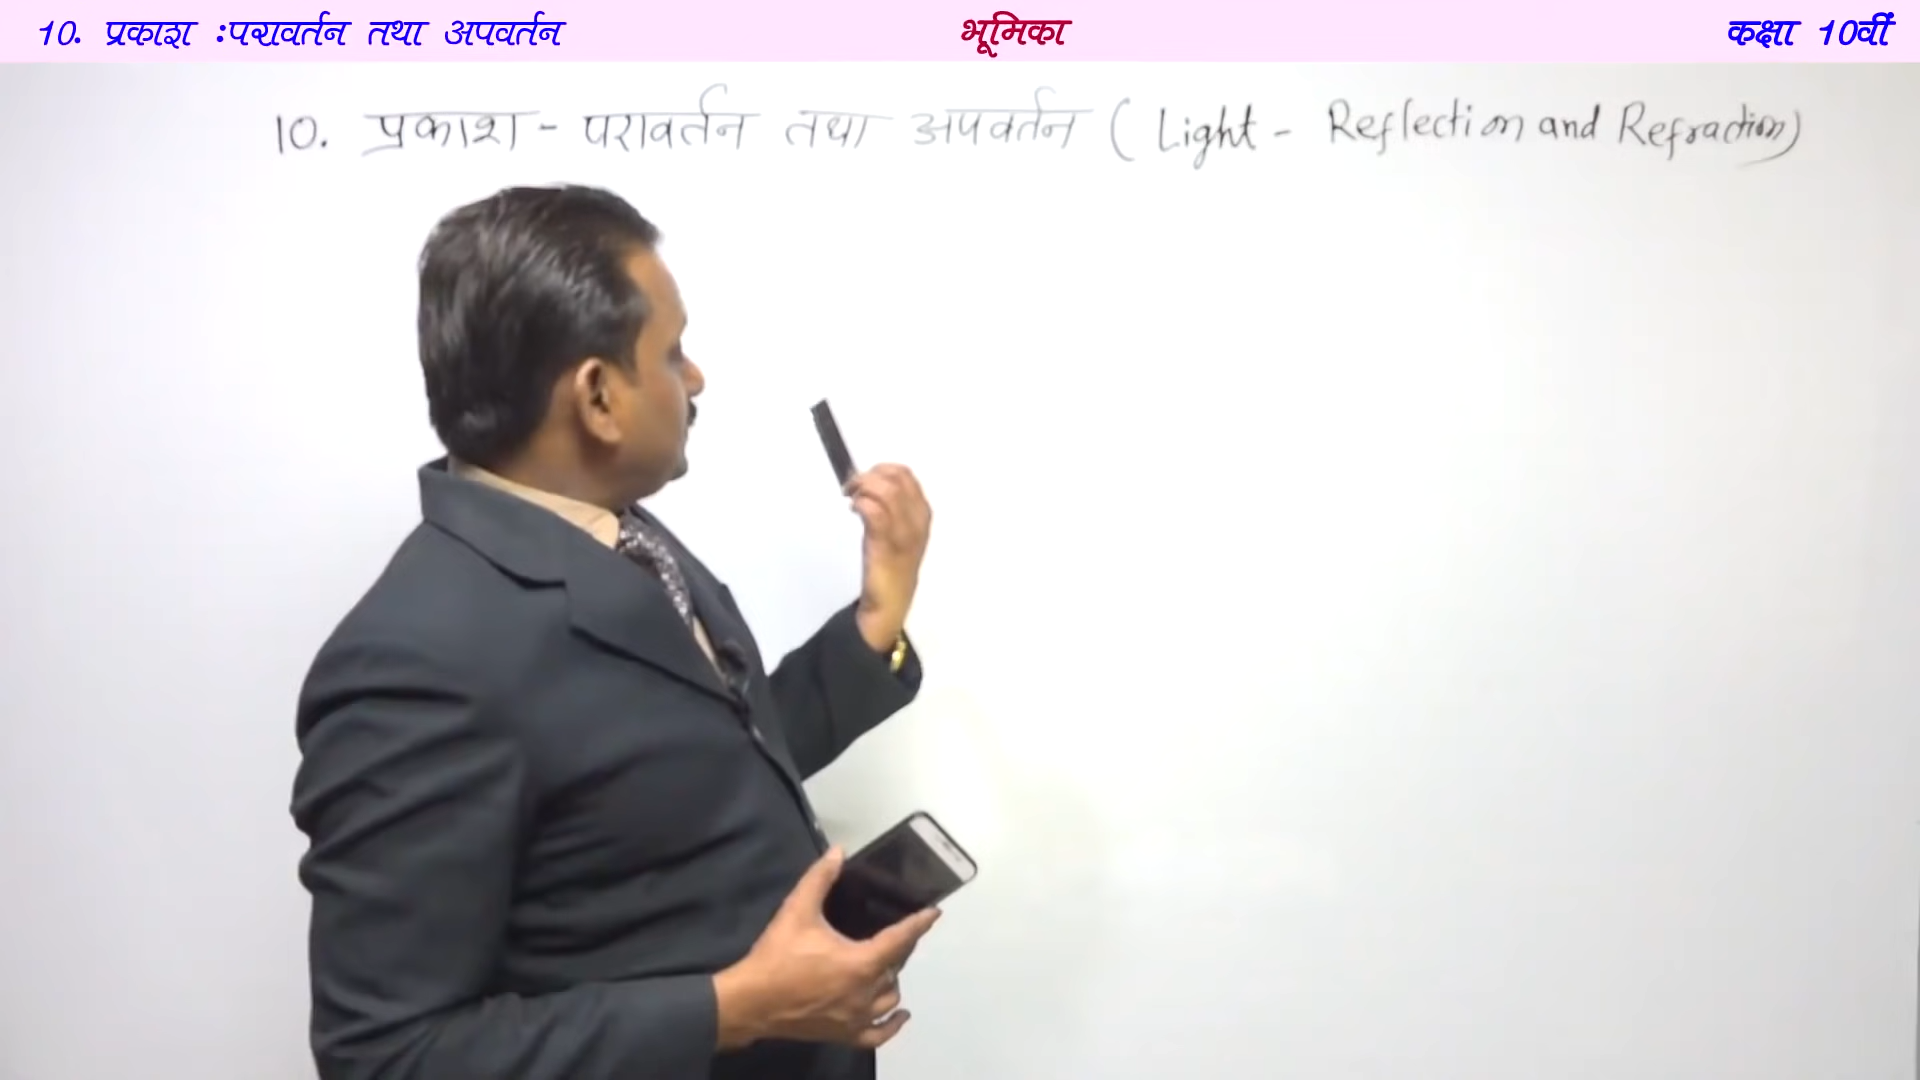 10. प्रकाश :परावर्तन तथा अपवर्तन भूमिका कक्षा 10वीं
10. प्रकाश - परावर्तन तथा अपवर्तन ( Light - Reflection and Refraction)